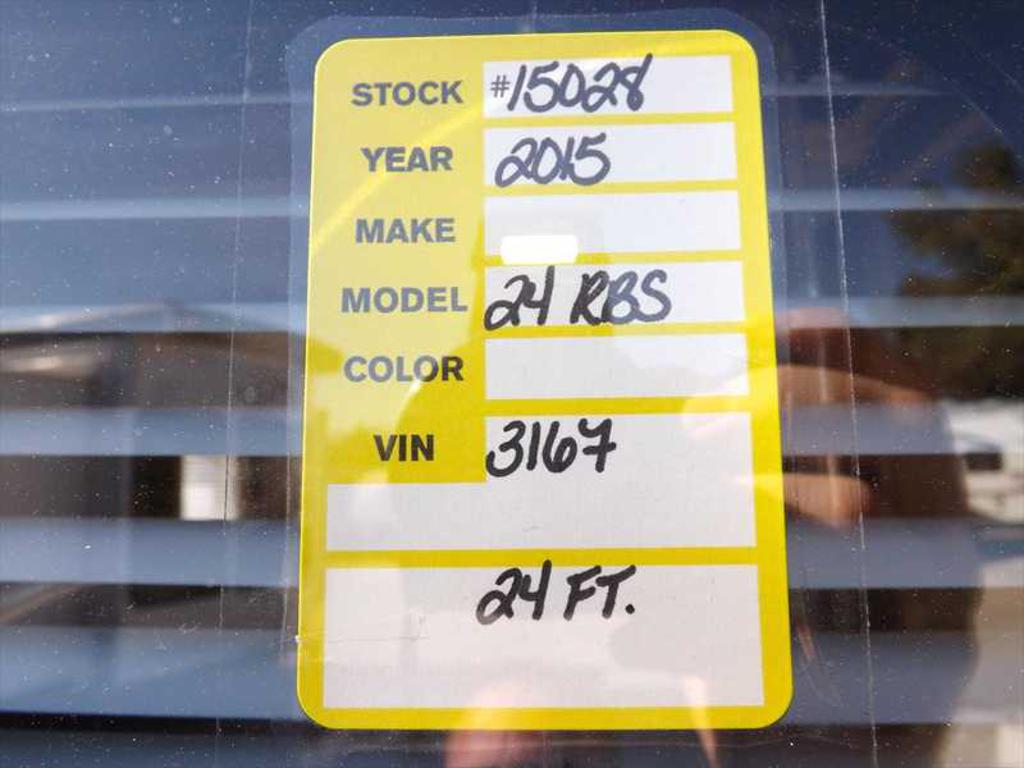 STOCK #15028
YEAR 2015
MAKE
MODEL 24 RBS
COLOR
VIN 3167
24 FT.